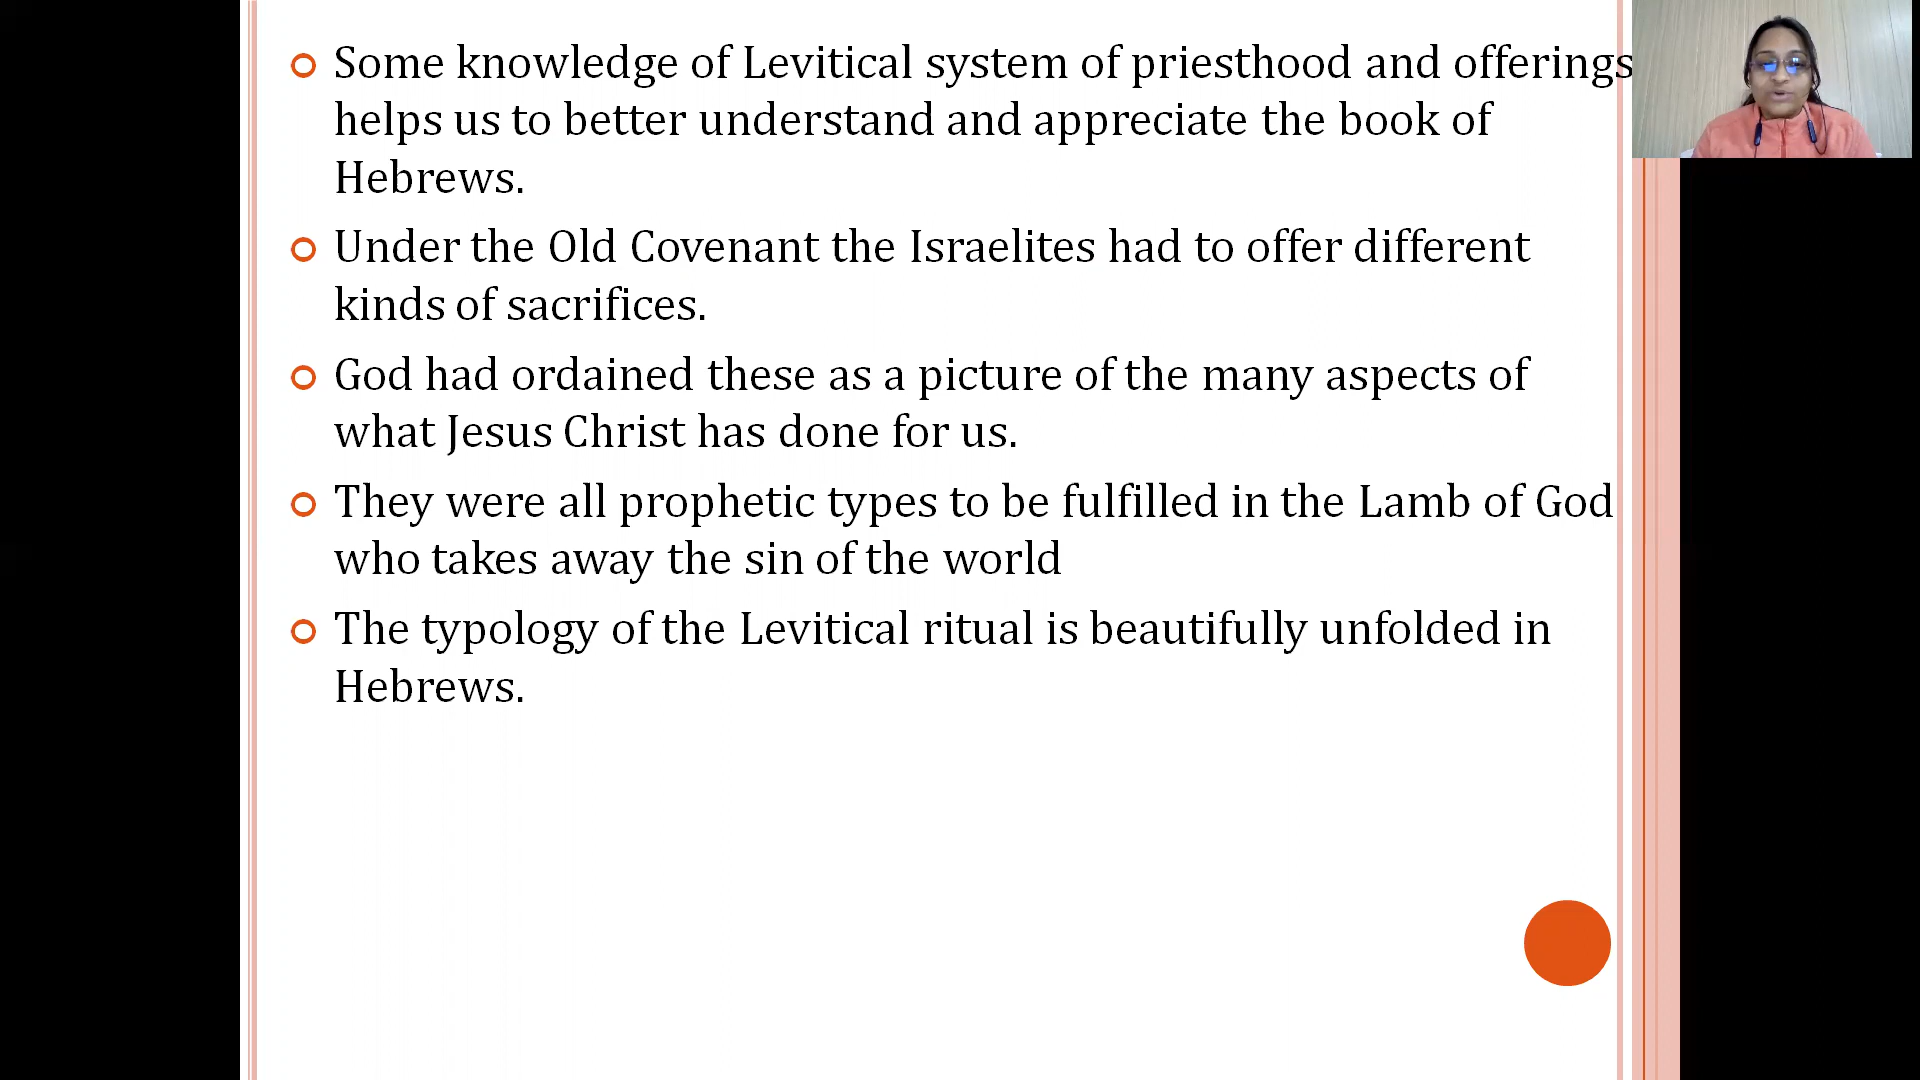 Some knowledge of Levitical system of priesthood and offerings
helps us to better understand and appreciate the book of
Hebrews.
Under the Old Covenant the Israelites had to offer different
kinds of sacrifices.
God had ordained these as a picture of the many aspects of
what Jesus Christ has done for us.
They were all prophetic types to be fulfilled in the Lamb of God
who takes away the sin of the world
The typology of the Levitical ritual is beautifully unfolded in
Hebrews.